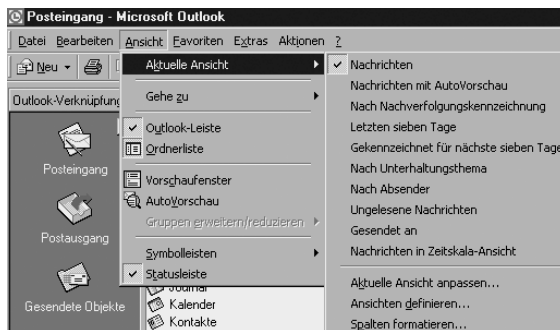 Posteingang - Microsoft Outlook
Datei Bearbeiten Ansicht Favoriten Extras Aktionen ?
Neu
Outlook-Verknüpfung
Posteingang
Postausgang
Gesendete Objekte
Aktuelle Ansicht
Gehe zu
Outlook-Leiste
Ordnerliste
Vorschaufenster
AutoVorschau
Gruppen erweitern/reduzieren
Symbolleisten
Statusleiste
Journal
Kalender
Kontakte
Nachrichten
Nachrichten mit AutoVorschau
Nach Nachverfolgungskennzeichnung
Letzten sieben Tage
Gekennzeichnet für nächste sieben Tage
Nach Unterhaltungsthema
Nach Absender
Ungelesene Nachrichten
Gesendet an
Nachrichten in Zeitskala-Ansicht
Aktuelle Ansicht anpassen...
Ansichten definieren...
Spalten formatieren...